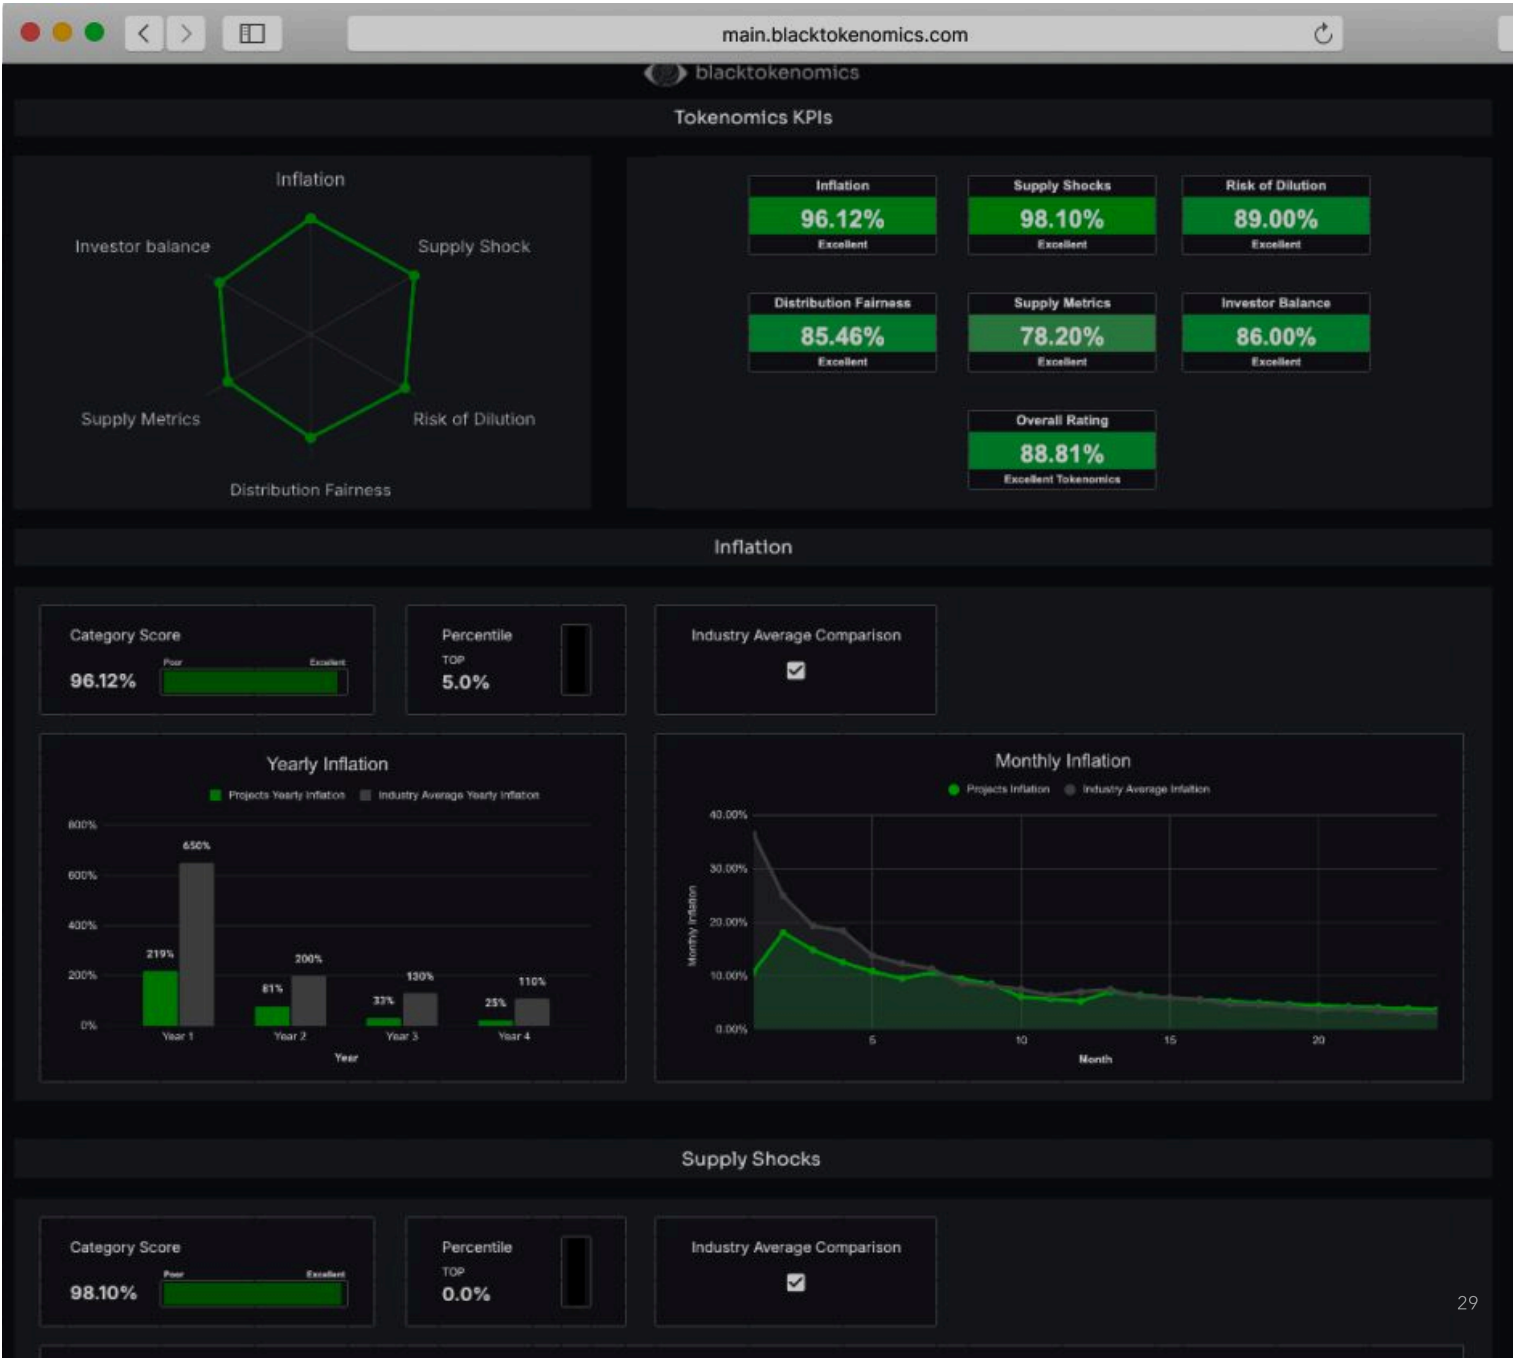 main.blacktokenomics.com
blacktokenomics
Tokenomics KPIs
Inflation
Investor balance
Supply Shock
Supply Metrics
Risk of Dilution
Distribution Fairness
Inflation
96.12%
Excellent
Supply Shocks
98.10%
Excellent
Risk of Dilution
89.00%
Excellent
Distribution Fairness
85.46%
Excellent
Supply Metrics
78.20%
Excellent
Investor Balance
86.00%
Excellent
Overall Rating
88.81%
Excellent Tokenomics
Inflation
Category Score
Poor Excellent
96.12%
Percentile
TOP
5.0%
Industry Average Comparison
Yearly Inflation
Projects Yearly Inflation Industry Average Yearly Inflation
800%
600%
400%
200%
0%
219%
650%
81%
200%
33%
130%
25%
110%
Year 1 Year 2 Year 3 Year 4
Year
Monthly Inflation
Projects Inflation Industry Average Inflation
Monthly Inflation
40.00%
30.00%
20.00%
10.00%
0.00%
5 10 15 20
Month
Supply Shocks
Category Score
Poor Excellent
98.10%
Percentile
TOP
0.0%
Industry Average Comparison
29